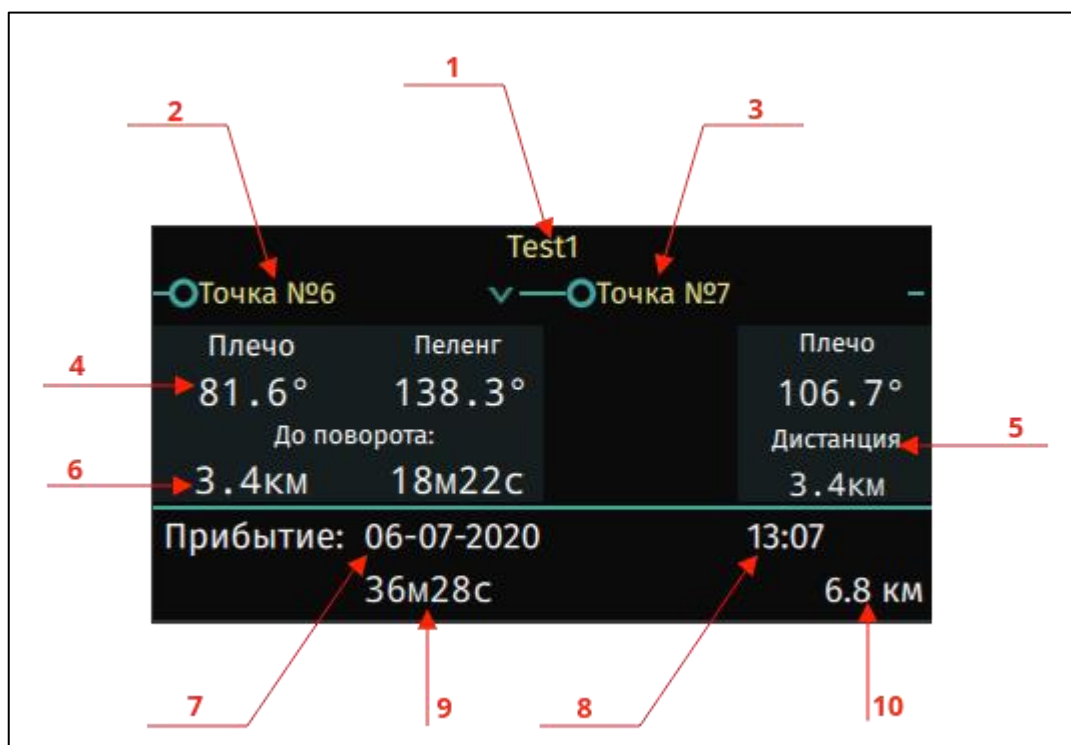 1
2
3
Test1
Точка №6 Точка №7
Плечо Пеленг Плечо
4
81.6° 138.3° 106.7°
До поворота: Дистанция
5
6
3.4км 18м22с 3.4км
Прибытие: 06-07-2020 13:07
36м28с 6.8 км
7
9
8
10